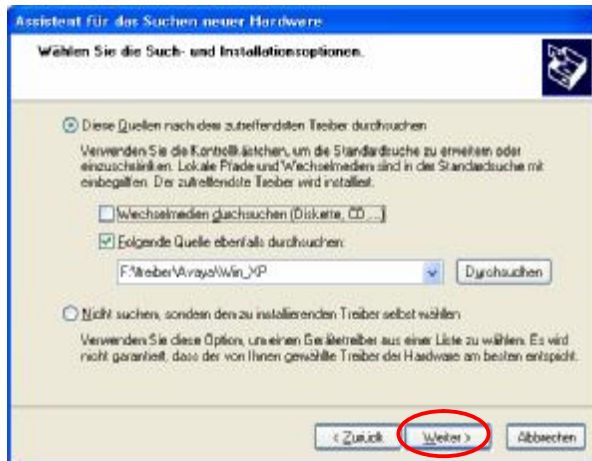 Assistent für das Suchen neuer Hardware
Wählen Sie die Such- und Installationsoptionen.
Diese Quellen nach dem zutreffendsten Treiber durchsuchen
Verwenden Sie die Kontrollkästchen, um die Standardsuche zu erweitern oder
einzuschränken. Lokale Pfade und Wechselmedien sind in der Standardsuche mit
einbegriffen. Der zutreffendste Treiber wird installiert.
Wechselmedien durchsuchen (Diskette, CD ...)
Folgende Quelle ebenfalls durchsuchen:
F:\treiber\Avaya\Win_XP
Durchsuchen
Nicht suchen, sondern den zu installierenden Treiber selbst wählen
Verwenden Sie diese Option, um einen Gerätetreiber aus einer Liste zu wählen. Es wird
nicht garantiert, dass der von Ihnen gewählte Treiber der Hardware am besten entspicht.
< Zurück Weiter > Abbrechen